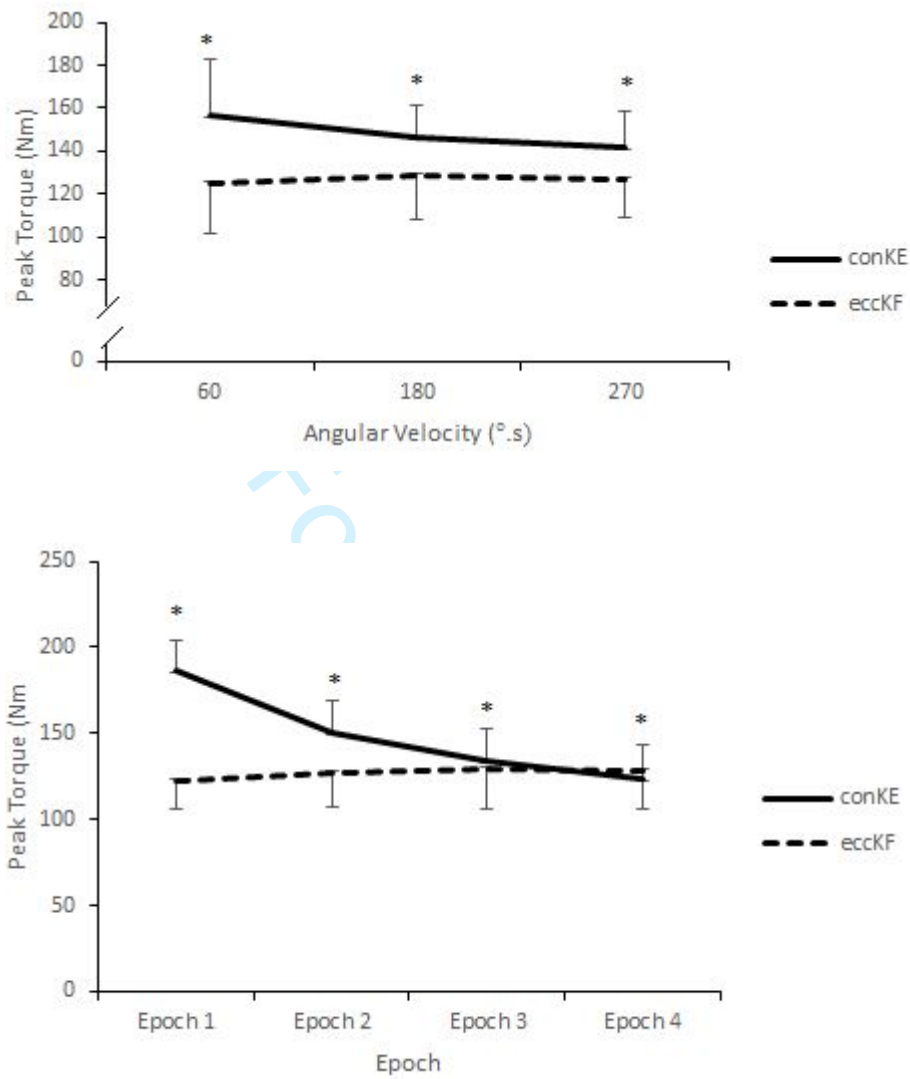 200
*
180
*
*
160
140
120
100
80
0
Peak Torque (Nm)
60 180 270
Angular Velocity (°.s)
conKE
eccKF
250
200
150
100
50
0
*
*
*
*
Peak Torque (Nm
Epoch 1 Epoch 2 Epoch 3 Epoch 4
Epoch
conKE
eccKF